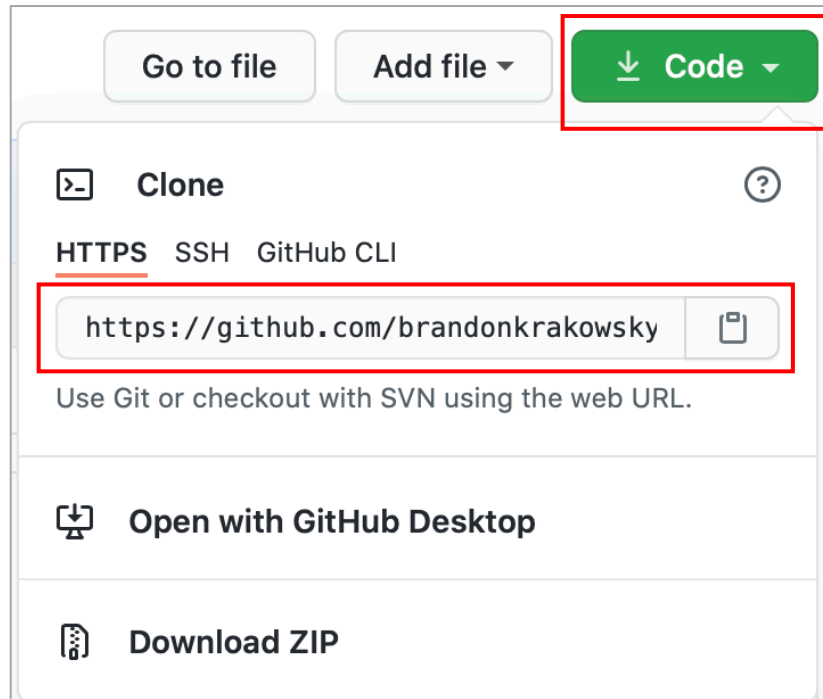 Go to file Add file Code
Clone
HTTPS SSH GitHub CLI
https://github.com/brandonkrakowsky
Use Git or checkout with SVN using the web URL.
Open with GitHub Desktop
Download ZIP